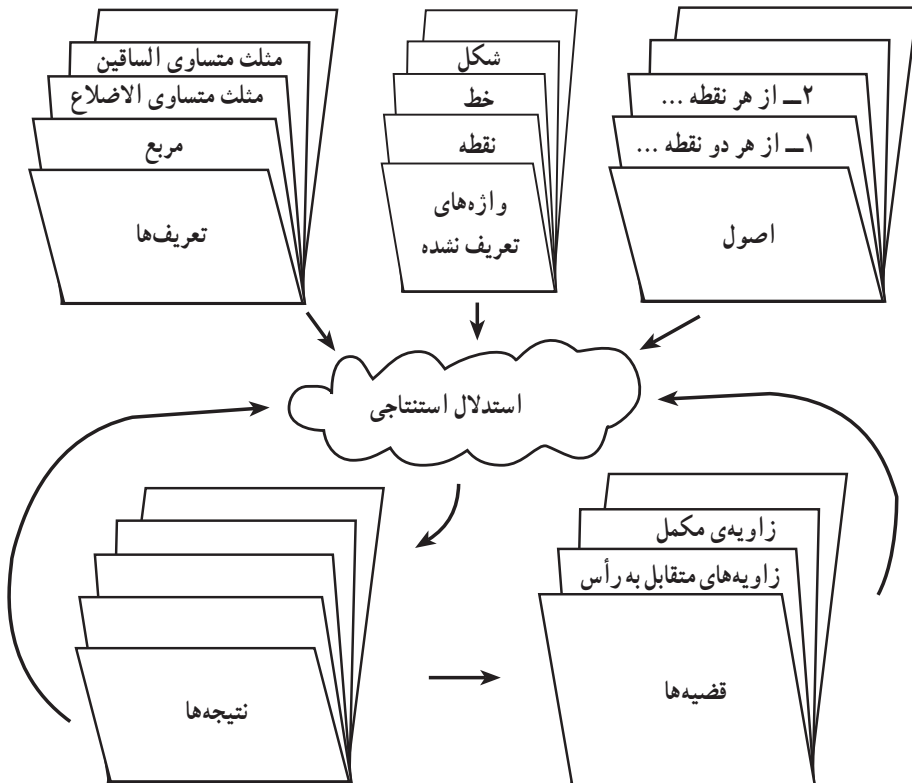 ۲ــ از هر نقطه ...
۱ــ از هر دو نقطه ...
اصول
شکل
خط
نقطه
واژه‌های
تعریف نشده
مثلث متساوی الساقین
مثلث متساوی الاضلاع
مربع
تعریف‌ها
استدلال استنتاجی
زاویه‌ی مکمل
زاویه‌های متقابل به رأس
قضیه‌ها
نتیجه‌ها